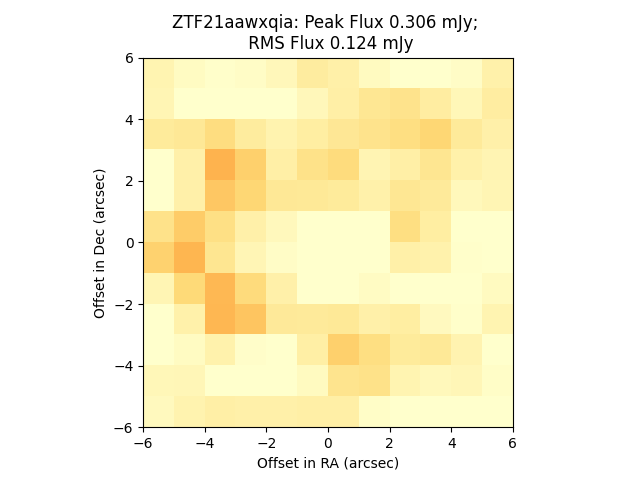 ZTF21aawxqia: Peak Flux 0.306 mJy;
RMS Flux 0.124 mJy
6
4
2
0
−2
−4
−6
Offset in Dec (arcsec)
−6 −4 −2 0 2 4 6
Offset in RA (arcsec)